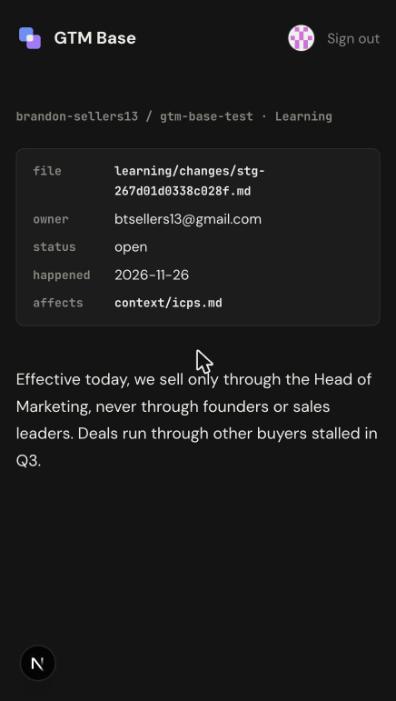 GTM Base
Sign out
brandon-sellers13 / gtm-base-test · Learning
file learning/changes/stg-
267d01d0338c028f.md
owner btsellers13@gmail.com
status open
happened 2026-11-26
affects context/icps.md
Effective today, we sell only through the Head of
Marketing, never through founders or sales
leaders. Deals run through other buyers stalled in
Q3.
N